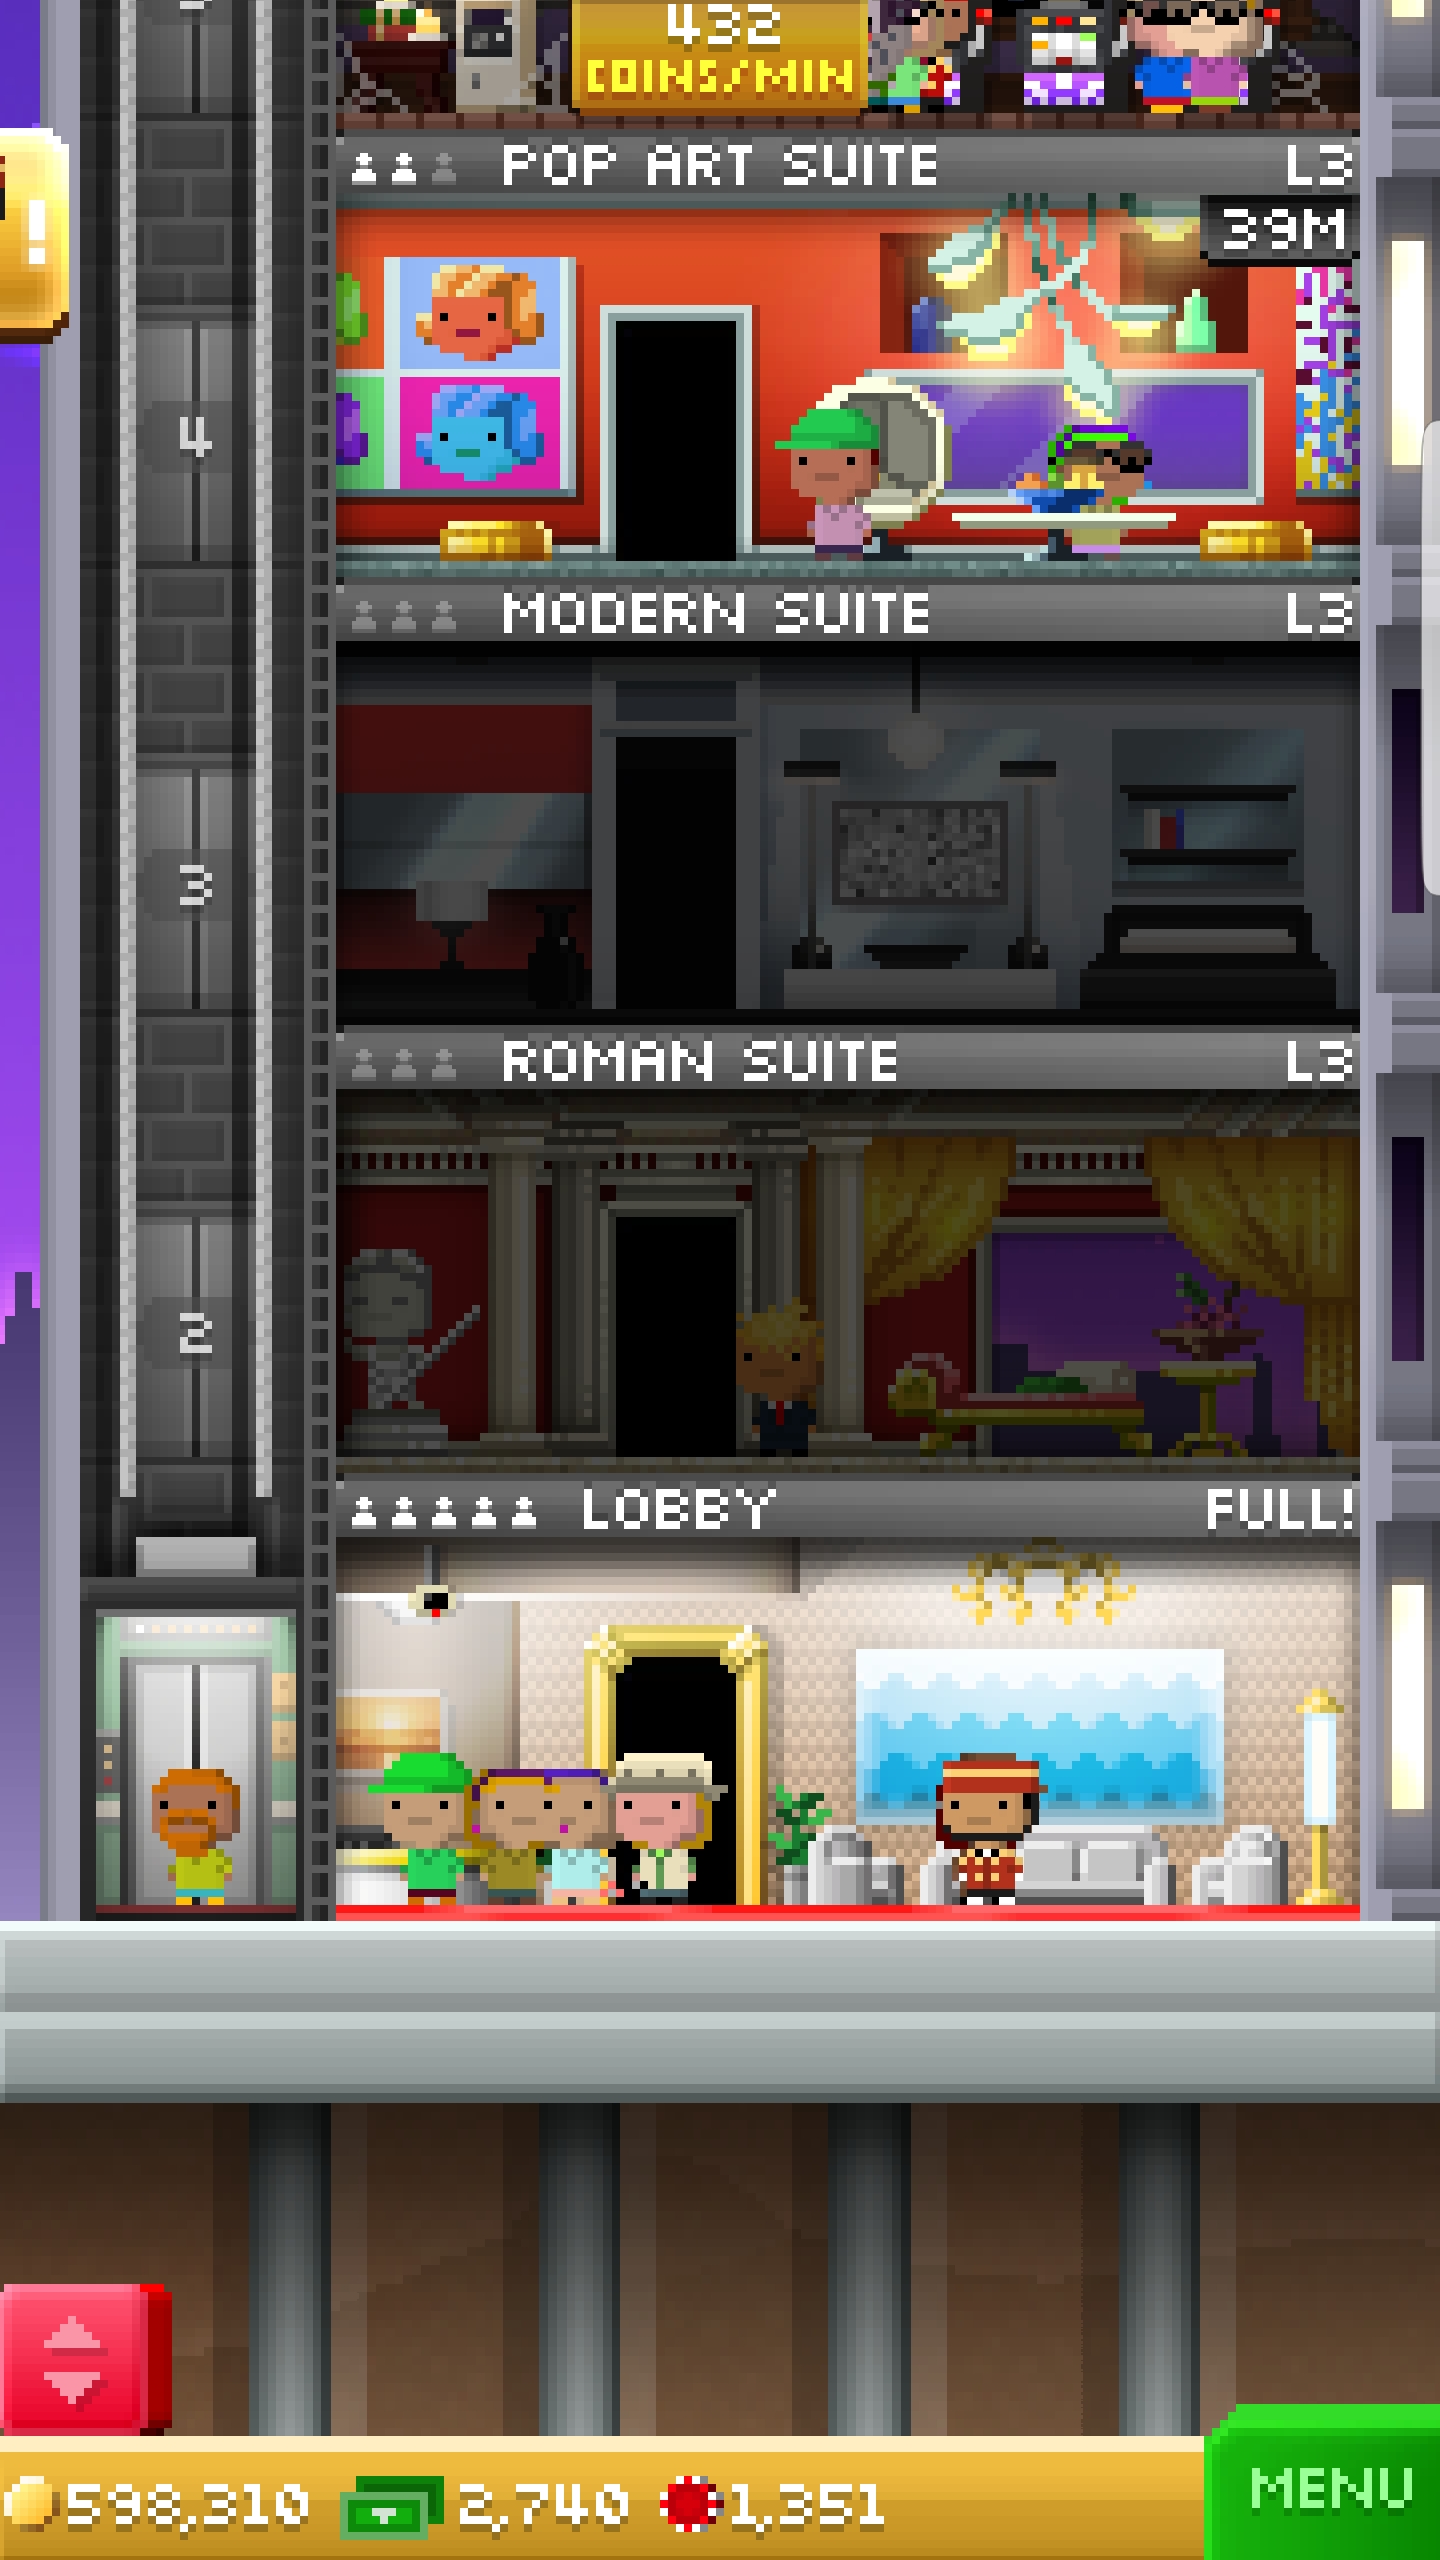 432
COINS/MIN
POP ART SUITE L3
39M
!
4
MODERN SUITE L3
3
ROMAN SUITE L3
2
LOBBY FULL!
598,310 2,740 1,351
MENU